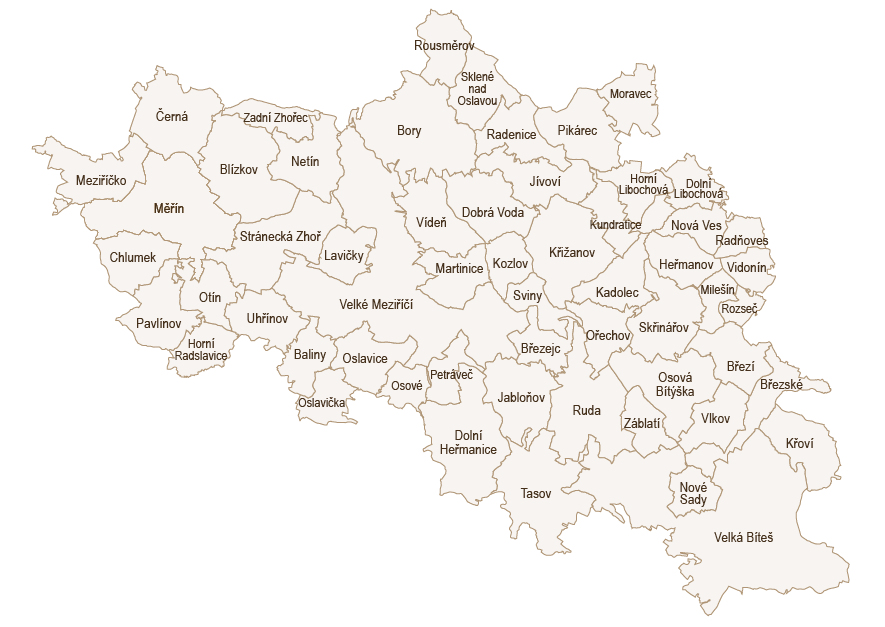 Rousměrov
Sklené
nad
Oslavou
Moravec
Černá
Zadní Zhořec
Bory
Radenice
Pikárec
Netín
Blízkov
Meziříčko
Jívoví
Horní
Libochová
Dolní
Libochová
Měřín
Vídeň
Dobrá Voda
Kundratice
Nová Ves
Stránecká Zhoř
Radňoves
Lavičky
Křižanov
Chlumek
Martinice
Kozlov
Heřmanov
Vidonín
Otín
Sviny
Kadolec
Milešín
Velké Meziříčí
Rozseč
Uhřínov
Pavlínov
Skřinářov
Ořechov
Horní
Radslavice
Baliny
Oslavice
Březejc
Březí
Petráveč
Osové
Osová
Bítýška
Březské
Oslavička
Jabloňov
Ruda
Záblatí
Vlkov
Dolní
Heřmanice
Křoví
Tasov
Nové
Sady
Velká Bíteš